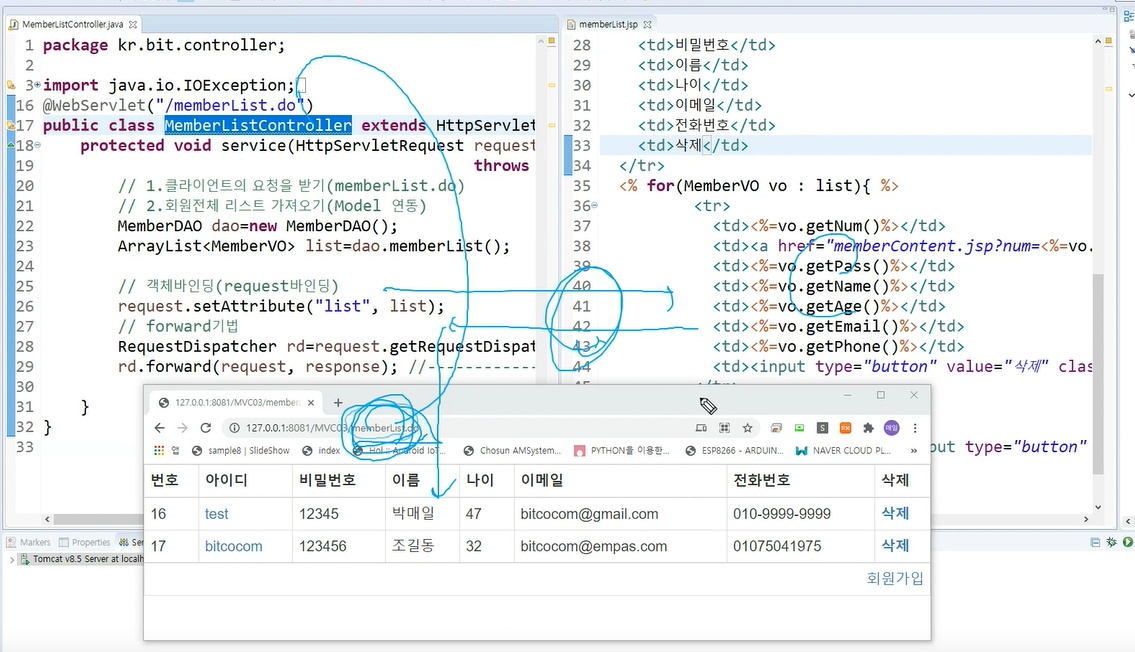 MemberListController.java
1 package kr.bit.controller;
2
3 import java.io.IOException;
16 @WebServlet("/memberList.do")
17 public class MemberListController extends HttpServlet
18 protected void service(HttpServletRequest request
19 throws
20 // 1.클라이언트의 요청을 받기(memberList.do)
21 // 2.회원전체 리스트 가져오기(Model 연동)
22 MemberDAO dao=new MemberDAO();
23 ArrayList<MemberVO> list=dao.memberList();
24
25 // 객체바인딩(request바인딩)
26 request.setAttribute("list", list);
27 // forward기법
28 RequestDispatcher rd=request.getRequestDispat
29 rd.forward(request, response); //-------------
30
31 }
32 }
33
memberList.jsp
28 <td>비밀번호</td>
29 <td>이름</td>
30 <td>나이</td>
31 <td>이메일</td>
32 <td>전화번호</td>
33 <td>삭제</td>
34 </tr>
35 <% for(MemberVO vo : list){ %>
36 <tr>
37 <td><%=vo.getNum()%></td>
38 <td><a href="memberContent.jsp?num=<%=vo.
39 <td><%=vo.getPass()%></td>
40 <td><%=vo.getName()%></td>
41 <td><%=vo.getAge()%></td>
42 <td><%=vo.getEmail()%></td>
43 <td><%=vo.getPhone()%></td>
44 <td><input type="button" value="삭제" clas
put type="button"
Markers Properties Ser
Tomcat v8.5 Server at localh
127.0.0.1:8081/MVC03/member
127.0.0.1:8081/MVC03/memberList.do
앱 sample8 | SlideShow index Hol :: Android IoT... Chosun AMSystem... PYTHON을 이용한... ESP8266 - ARDUIN... NAVER CLOUD PL... »
번호 아이디 비밀번호 이름 나이 이메일 전화번호 삭제
16 test 12345 박매일 47 bitcocom@gmail.com 010-9999-9999 삭제
17 bitcocom 123456 조길동 32 bitcocom@empas.com 01075041975 삭제
회원가입